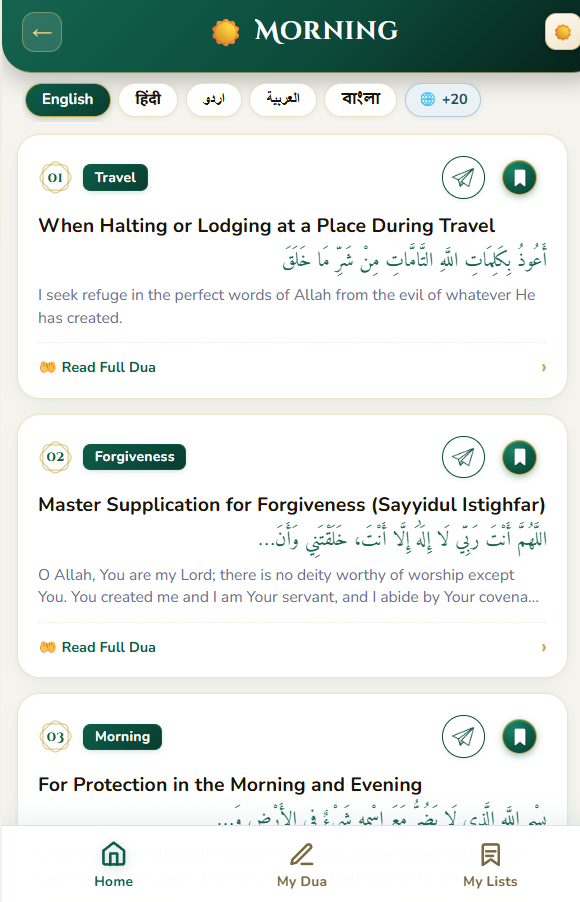 ← Morning
English हिंदी اردو العربية বাংলা +20
01 Travel
When Halting or Lodging at a Place During Travel
أَعُوذُ بِكَلِمَاتِ اللَّهِ التَّامَّاتِ مِنْ شَرِّ مَا خَلَقَ
I seek refuge in the perfect words of Allah from the evil of whatever He
has created.
Read Full Dua ›
02 Forgiveness
Master Supplication for Forgiveness (Sayyidul Istighfar)
اللَّهُمَّ أَنْتَ رَبِّي لَا إِلَهَ إِلَّا أَنْتَ، خَلَقْتَنِي وَأَنَ...
O Allah, You are my Lord; there is no deity worthy of worship except
You. You created me and I am Your servant, and I abide by Your covena...
Read Full Dua ›
03 Morning
For Protection in the Morning and Evening
بِسْمِ اللَّهِ الَّذِي لَا يَضُرُّ مَعَ اسْمِهِ شَيْءٌ فِي الأَرْضِ وَ...
Home My Dua My Lists